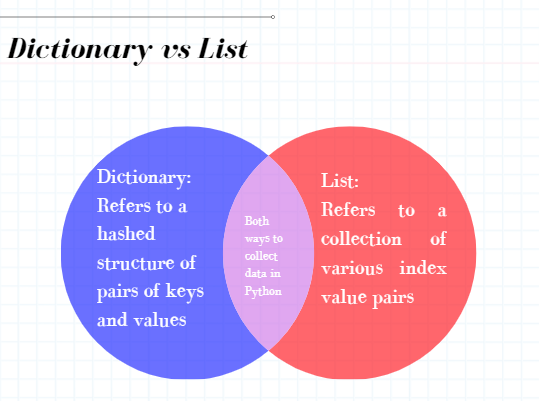 Dictionary vs List
Dictionary:
Refers to a
hashed
structure of
pairs of keys
and values
Both
ways to
collect
data in
Python
List:
Refers to a
collection of
various index
value pairs